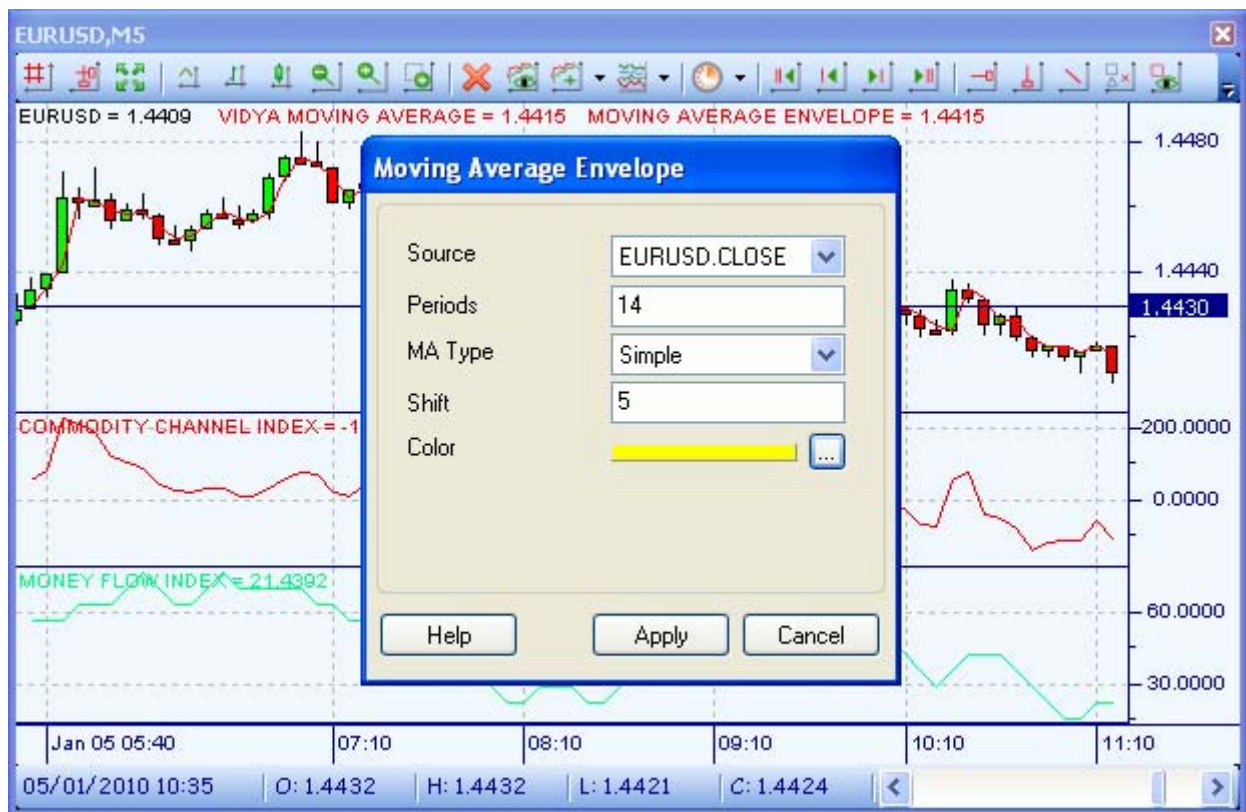 EURUSD,M5
EURUSD = 1.4409 VIDYA MOVING AVERAGE = 1.4415 MOVING AVERAGE ENVELOPE = 1.4415
1.4480
1.4440
1.4430
Moving Average Envelope
Source EURUSD.CLOSE
Periods 14
MA Type Simple
Shift 5
Color ...
Help Apply Cancel
COMMODITY CHANNEL INDEX = -1
200.0000
0.0000
MONEY FLOW INDEX = 21.4392
60.0000
30.0000
Jan 05 05:40 07:10 08:10 09:10 10:10 11:10
05/01/2010 10:35 O: 1.4432 H: 1.4432 L: 1.4421 C: 1.4424